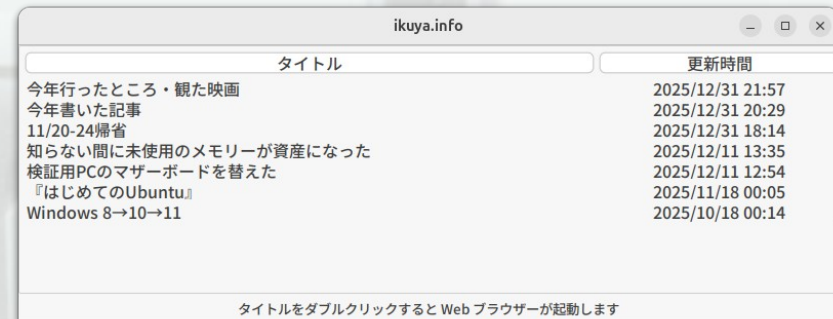 ikuya.info
タイトル 更新時間
今年行ったところ・観た映画 2025/12/31 21:57
今年書いた記事 2025/12/31 20:29
11/20-24帰省 2025/12/31 18:14
知らない間に未使用のメモリーが資産になった 2025/12/11 13:35
検証用PCのマザーボードを替えた 2025/12/11 12:54
『はじめてのUbuntu』 2025/11/18 00:05
Windows 8→10→11 2025/10/18 00:14
タイトルをダブルクリックすると Web ブラウザーが起動します